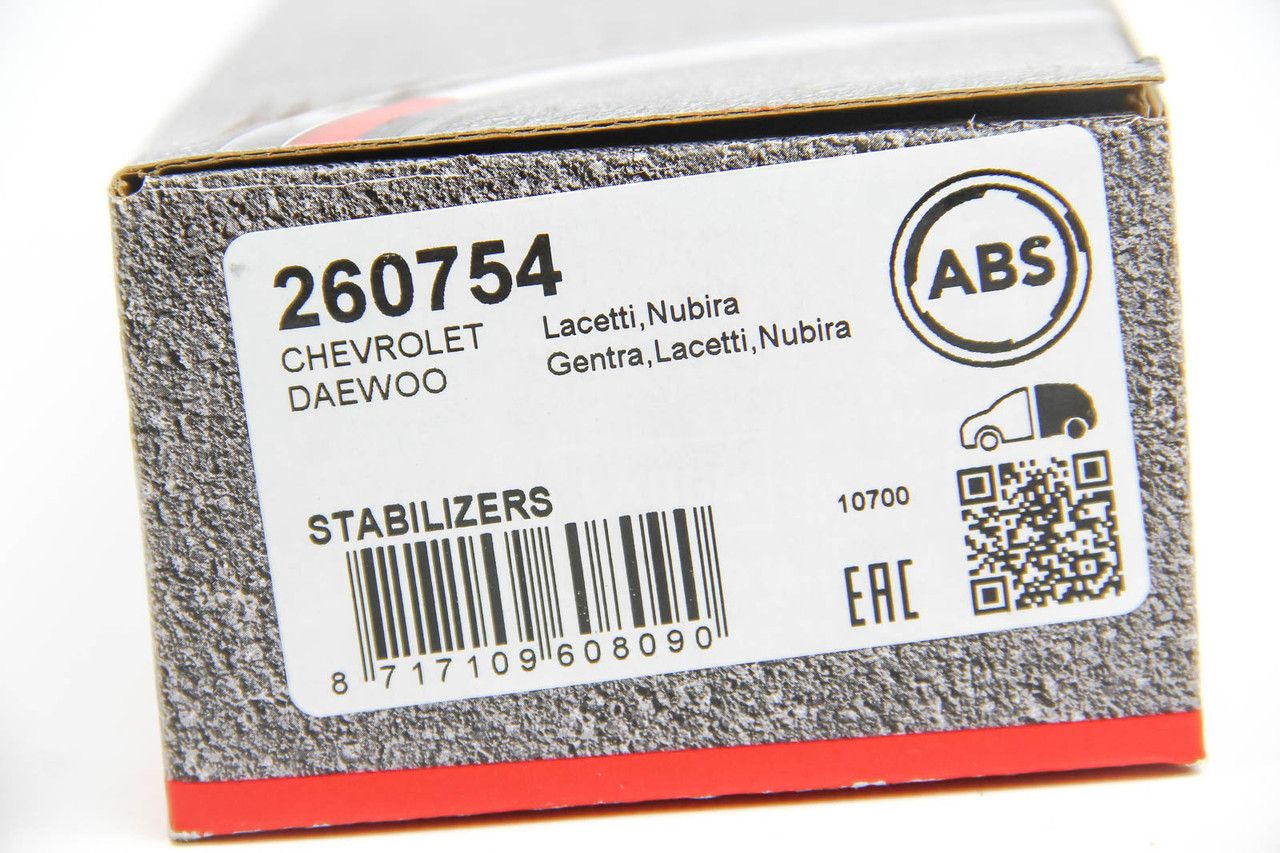 260754
ABS
CHEVROLET Lacetti,Nubira
DAEWOO Gentra,Lacetti,Nubira
STABILIZERS
10700
EAC
8 717109 608090